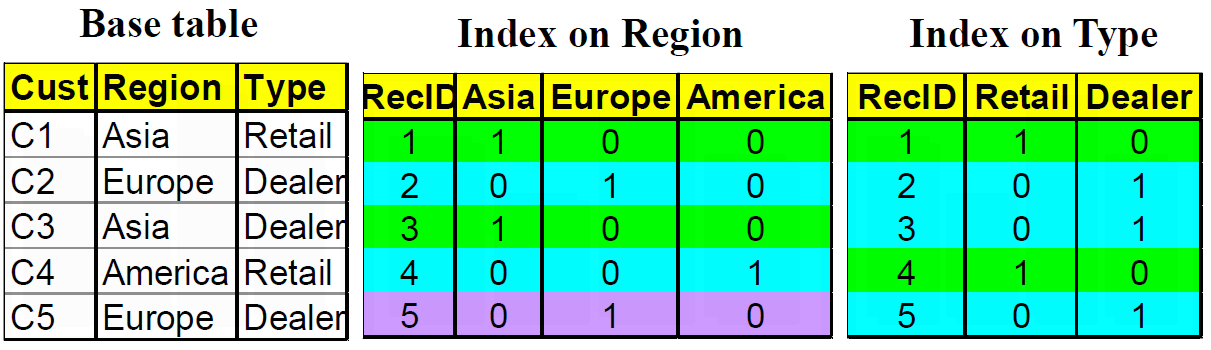 Base table
Cust Region Type
C1 Asia Retail
C2 Europe Dealer
C3 Asia Dealer
C4 America Retail
C5 Europe Dealer
Index on Region
RecID Asia Europe America
1 1 0 0
2 0 1 0
3 1 0 0
4 0 0 1
5 0 1 0
Index on Type
RecID Retail Dealer
1 1 0
2 0 1
3 0 1
4 1 0
5 0 1